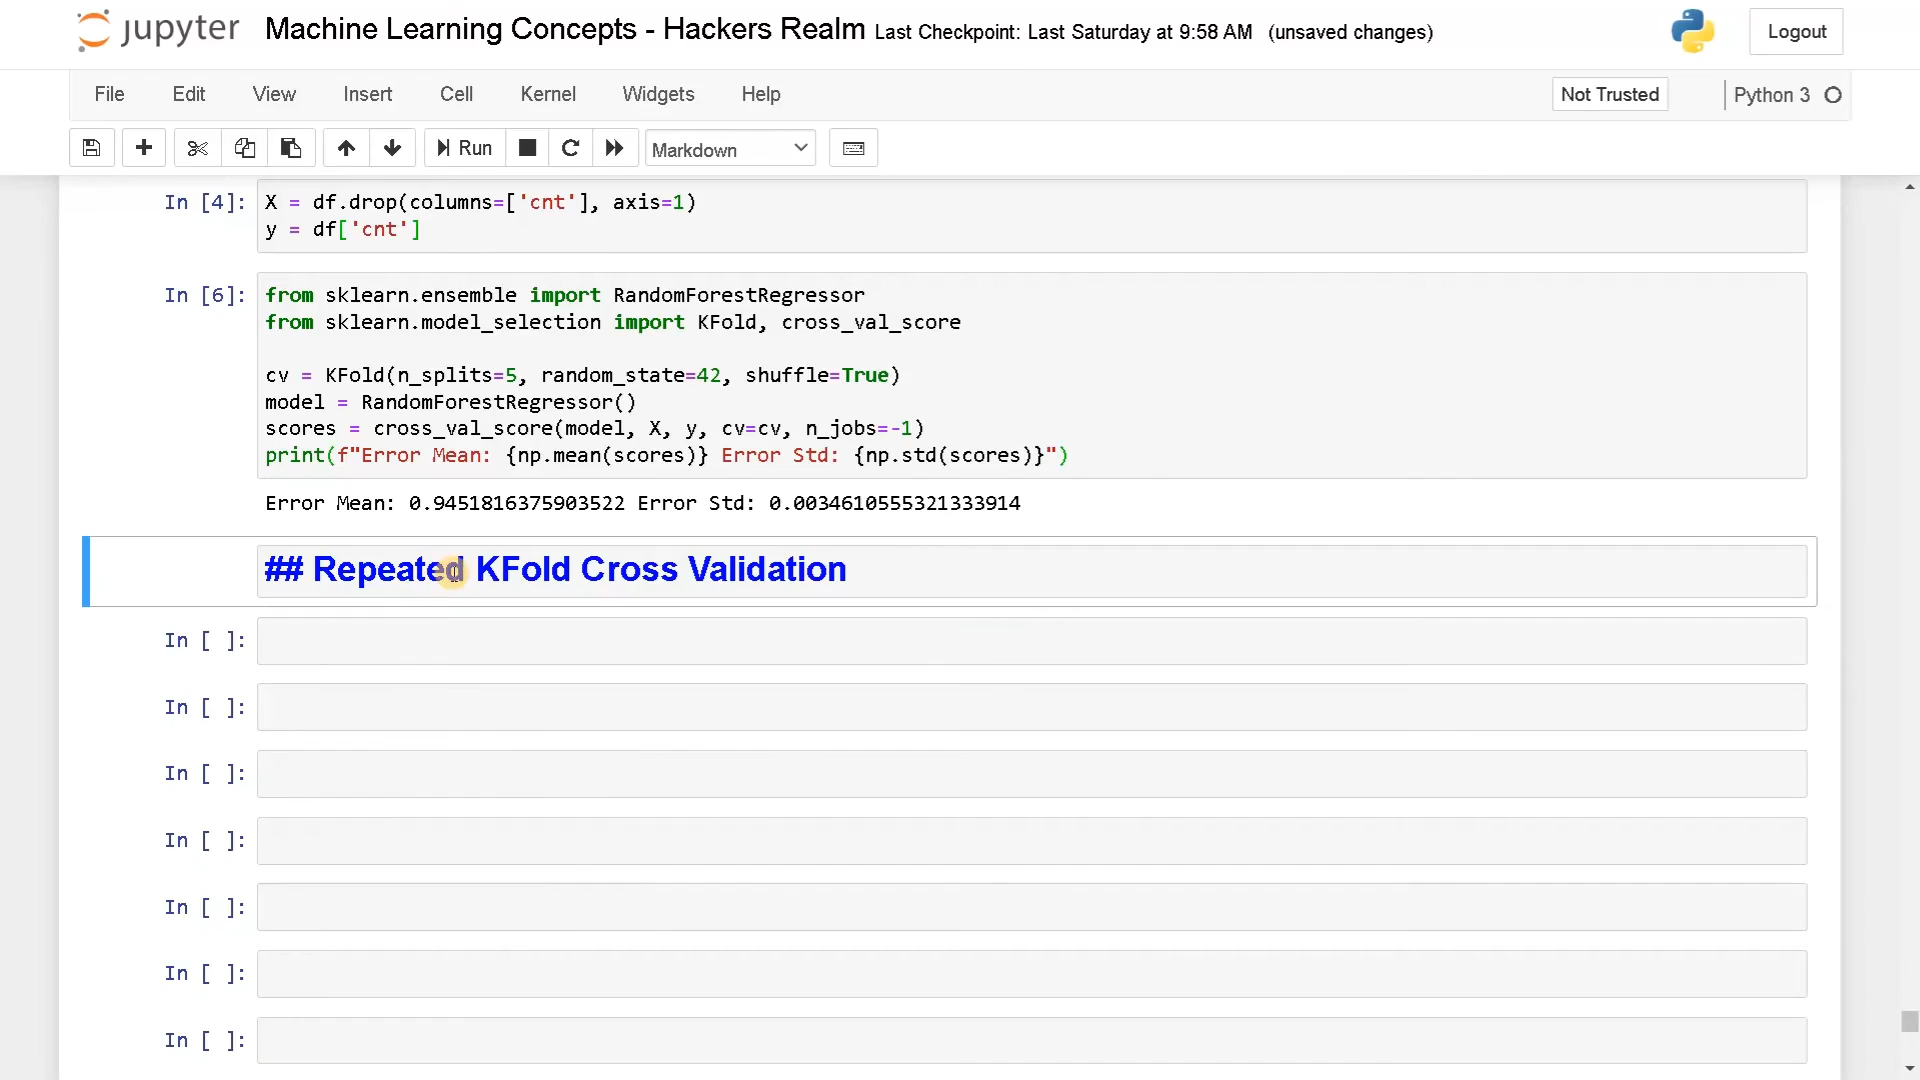 jupyter Machine Learning Concepts - Hackers Realm Last Checkpoint: Last Saturday at 9:58 AM (unsaved changes) Logout
File Edit View Insert Cell Kernel Widgets Help Not Trusted Python 3
Run Markdown
In [4]: X = df.drop(columns=['cnt'], axis=1)
y = df['cnt']
In [6]: from sklearn.ensemble import RandomForestRegressor
from sklearn.model_selection import KFold, cross_val_score
cv = KFold(n_splits=5, random_state=42, shuffle=True)
model = RandomForestRegressor()
scores = cross_val_score(model, X, y, cv=cv, n_jobs=-1)
print(f"Error Mean: {np.mean(scores)} Error Std: {np.std(scores)}")
Error Mean: 0.9451816375903522 Error Std: 0.0034610555321333914
## Repeated KFold Cross Validation
In [ ]:
In [ ]:
In [ ]:
In [ ]:
In [ ]:
In [ ]:
In [ ]: